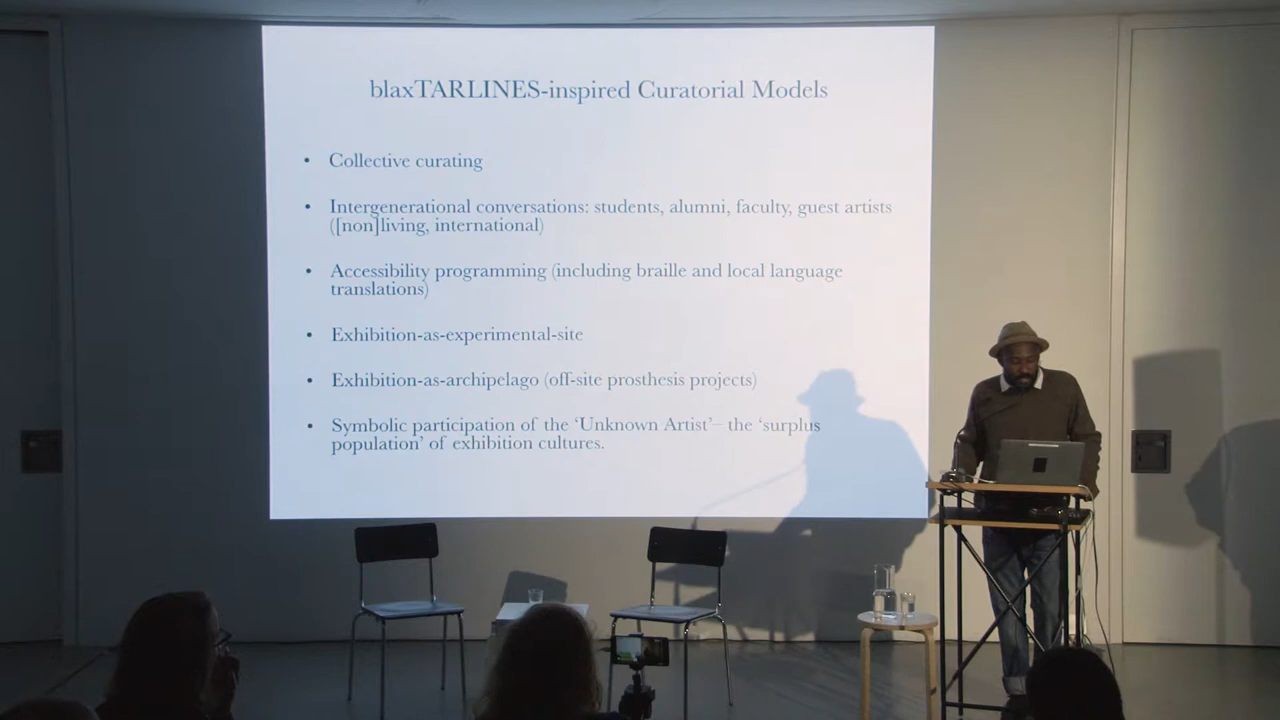 blaxTARLINES-inspired Curatorial Models
• Collective curating
• Intergenerational conversations: students, alumni, faculty, guest artists
([non]living, international)
• Accessibility programming (including braille and local language
translations)
• Exhibition-as-experimental-site
• Exhibition-as-archipelago (off-site prosthesis projects)
• Symbolic participation of the ‘Unknown Artist’– the ‘surplus
population’ of exhibition cultures.